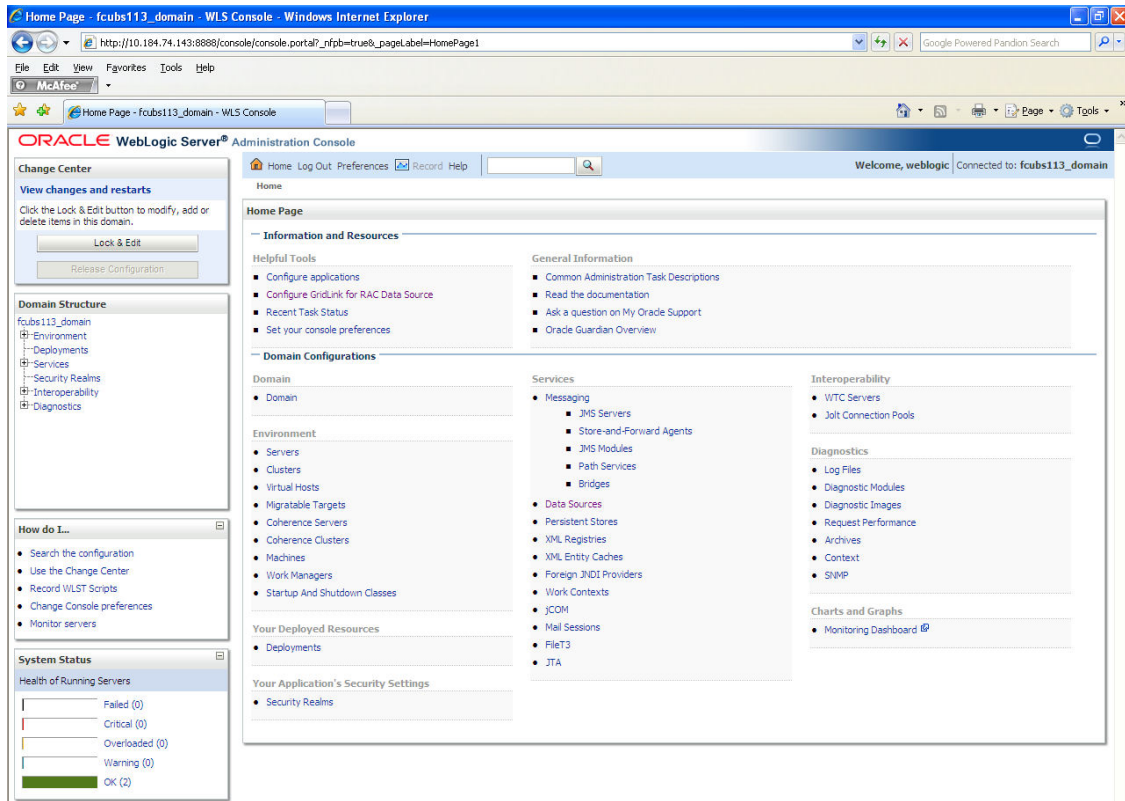 Home Page - fcubs113_domain - WLS Console - Windows Internet Explorer
http://10.184.74.143:8888/console/console.portal?_nfpb=true&_pageLabel=HomePage1
Google Powered Pandion Search
File Edit View Favorites Tools Help
McAfee
Home Page - fcubs113_domain - WLS Console
Page Tools
ORACLE WebLogic Server® Administration Console
Change Center
View changes and restarts
Click the Lock & Edit button to modify, add or
delete items in this domain.
Lock & Edit
Release Configuration
Domain Structure
fcubs113_domain
Environment
Deployments
Services
Security Realms
Interoperability
Diagnostics
How do I...
Search the configuration
Use the Change Center
Record WLST Scripts
Change Console preferences
Monitor servers
System Status
Health of Running Servers
Failed (0)
Critical (0)
Overloaded (0)
Warning (0)
OK (2)
Home Log Out Preferences Record Help
Welcome, weblogic Connected to: fcubs113_domain
Home
Home Page
Information and Resources
Helpful Tools
Configure applications
Configure GridLink for RAC Data Source
Recent Task Status
Set your console preferences
General Information
Common Administration Task Descriptions
Read the documentation
Ask a question on My Oracle Support
Oracle Guardian Overview
Domain Configurations
Domain
Domain
Environment
Servers
Clusters
Virtual Hosts
Migratable Targets
Coherence Servers
Coherence Clusters
Machines
Work Managers
Startup And Shutdown Classes
Your Deployed Resources
Deployments
Your Application's Security Settings
Security Realms
Services
Messaging
JMS Servers
Store-and-Forward Agents
JMS Modules
Path Services
Bridges
Data Sources
Persistent Stores
XML Registries
XML Entity Caches
Foreign JNDI Providers
Work Contexts
jCOM
Mail Sessions
FileT3
JTA
Interoperability
WTC Servers
Jolt Connection Pools
Diagnostics
Log Files
Diagnostic Modules
Diagnostic Images
Request Performance
Archives
Context
SNMP
Charts and Graphs
Monitoring Dashboard